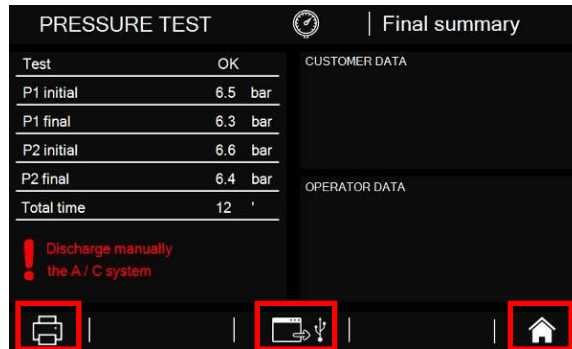 PRESSURE TEST
Final summary
Test OK
P1 initial 6.5 bar
P1 final 6.3 bar
P2 initial 6.6 bar
P2 final 6.4 bar
Total time 12 '
Discharge manually
the A / C system
CUSTOMER DATA
OPERATOR DATA